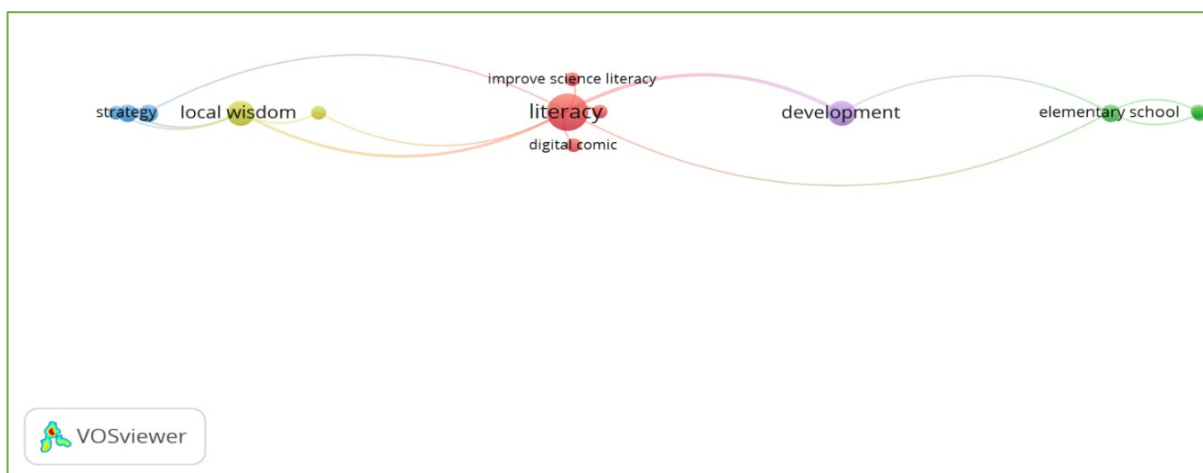 improve science literacy
strategy
local wisdom
literacy
development
elementary school
digital comic
VOSviewer